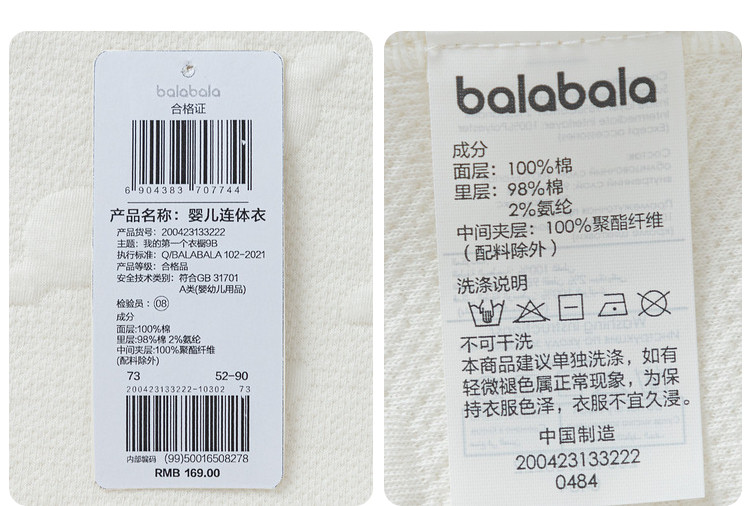 balabala
合格证
6 904383 707744
产品名称：婴儿连体衣
产品货号：200423133222
主题：我的第一个衣橱9B
执行标准：Q/BALABALA 102-2021
产品等级：合格品
安全技术类别：符合GB 31701
A类(婴幼儿用品)
检验员：08
成分
面层:100%棉
里层:98%棉 2%氨纶
中间夹层:100%聚酯纤维
(配料除外)
73 52-90
200423133222-10302 73
内部编码 (99)50016508278
RMB 169.00
balabala
成分
面层：100%棉
里层：98%棉
2%氨纶
中间夹层：100%聚酯纤维
（配料除外）
洗涤说明
不可干洗
本商品建议单独洗涤，如有
轻微褪色属正常现象，为保
持衣服色泽，衣服不宜久浸。
中国制造
200423133222
0484